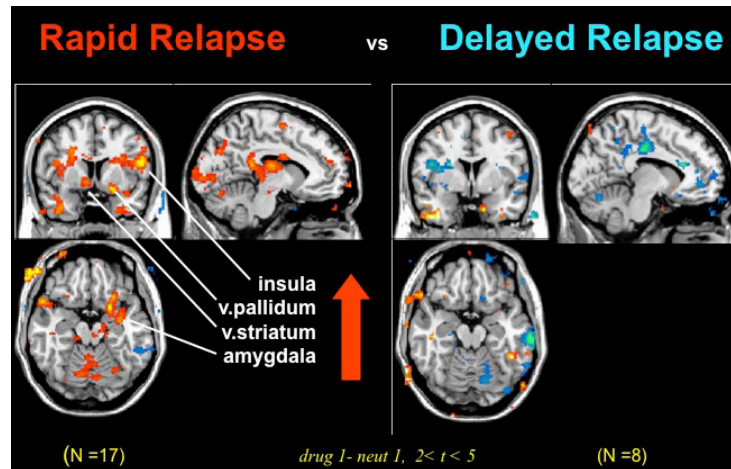 Rapid Relapse vs Delayed Relapse
insula
v.pallidum
v.striatum
amygdala
(N =17) drug 1- neut 1, 2< t < 5 (N =8)